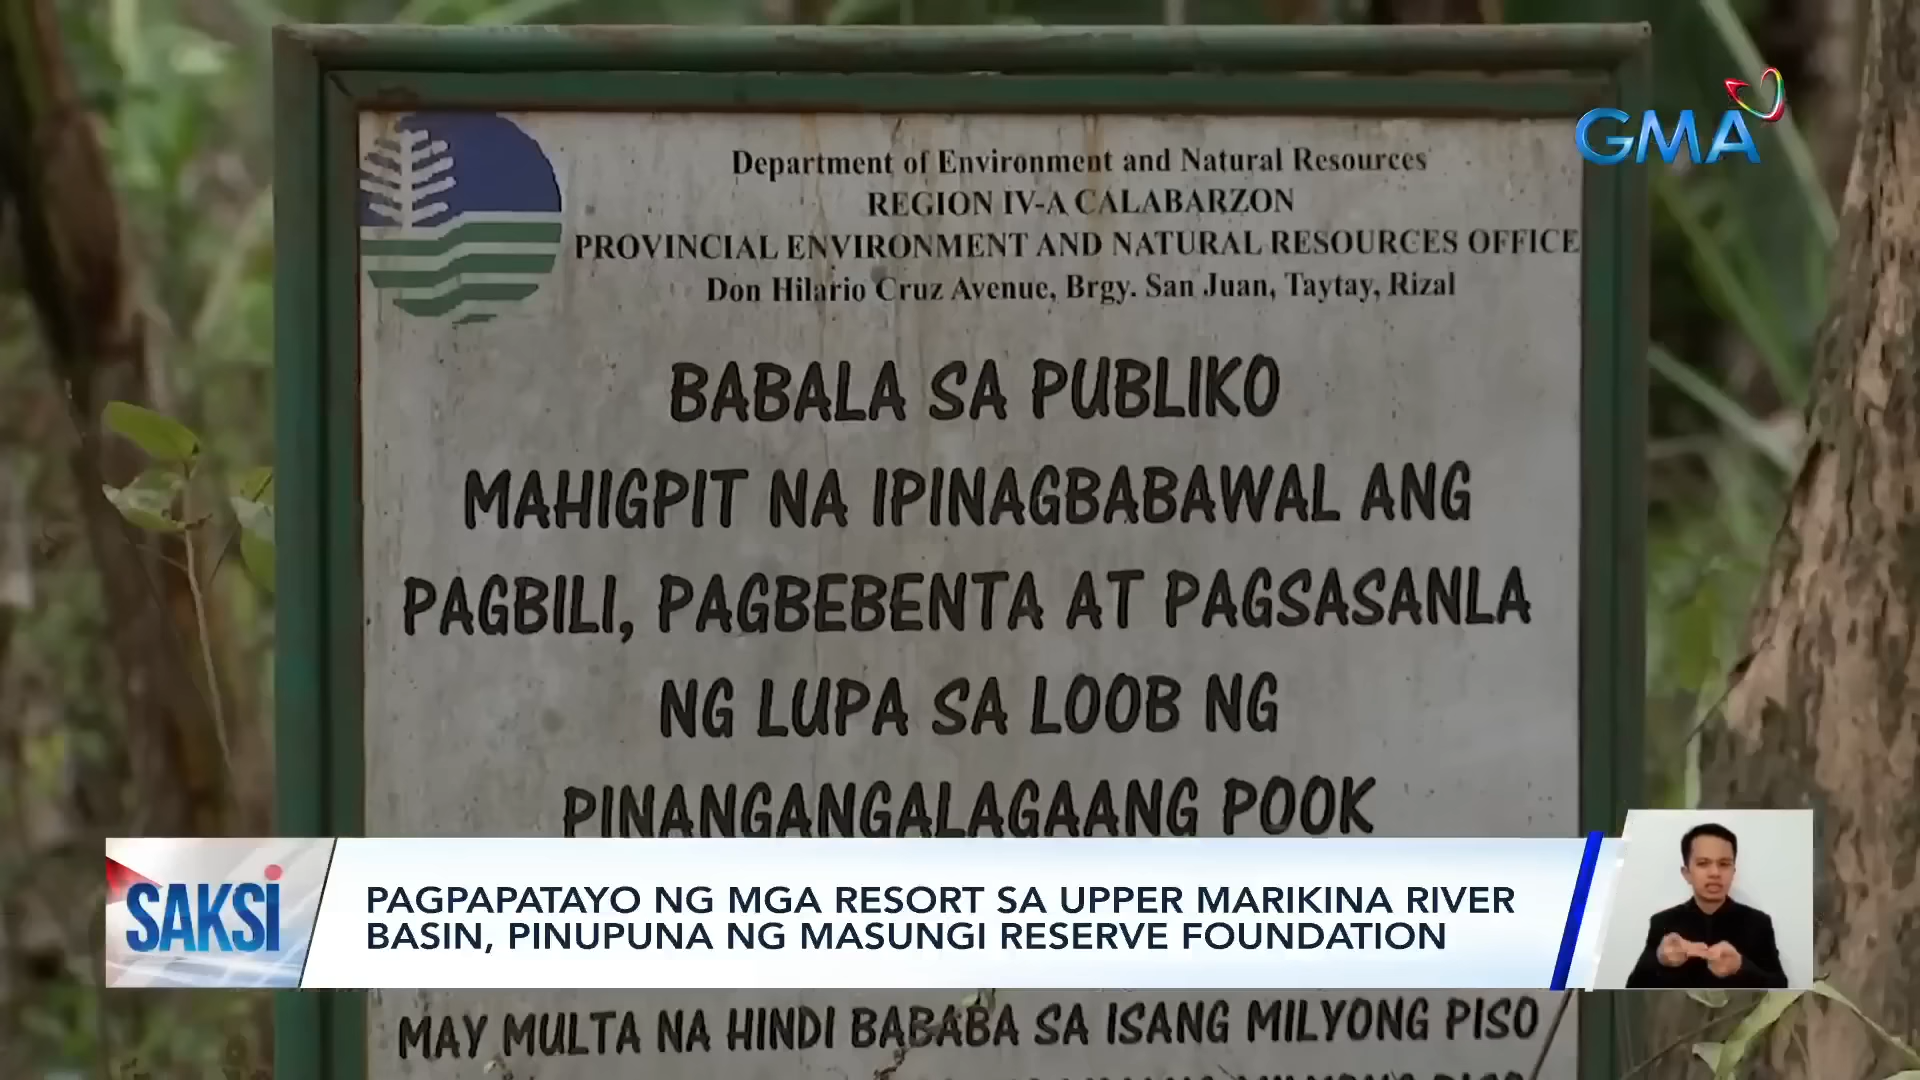 GMA
Department of Environment and Natural Resources
REGION IV-A CALABARZON
PROVINCIAL ENVIRONMENT AND NATURAL RESOURCES OFFICE
Don Hilario Cruz Avenue, Brgy. San Juan, Taytay, Rizal
BABALA SA PUBLIKO
MAHIGPIT NA IPINAGBABAWAL ANG
PAGBILI, PAGBEBENTA AT PAGSASANLA
NG LUPA SA LOOB NG
PINANGANGALAGAANG POOK
SAKSI
PAGPAPATAYO NG MGA RESORT SA UPPER MARIKINA RIVER
BASIN, PINUPUNA NG MASUNGI RESERVE FOUNDATION
MAY MULTA NA HINDI BABABA SA ISANG MILYONG PISO